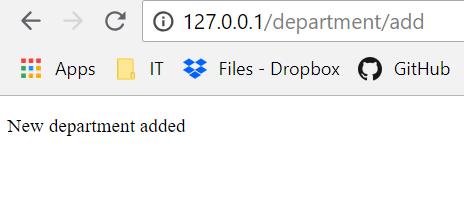 127.0.0.1/department/add
Apps IT Files - Dropbox GitHub
New department added